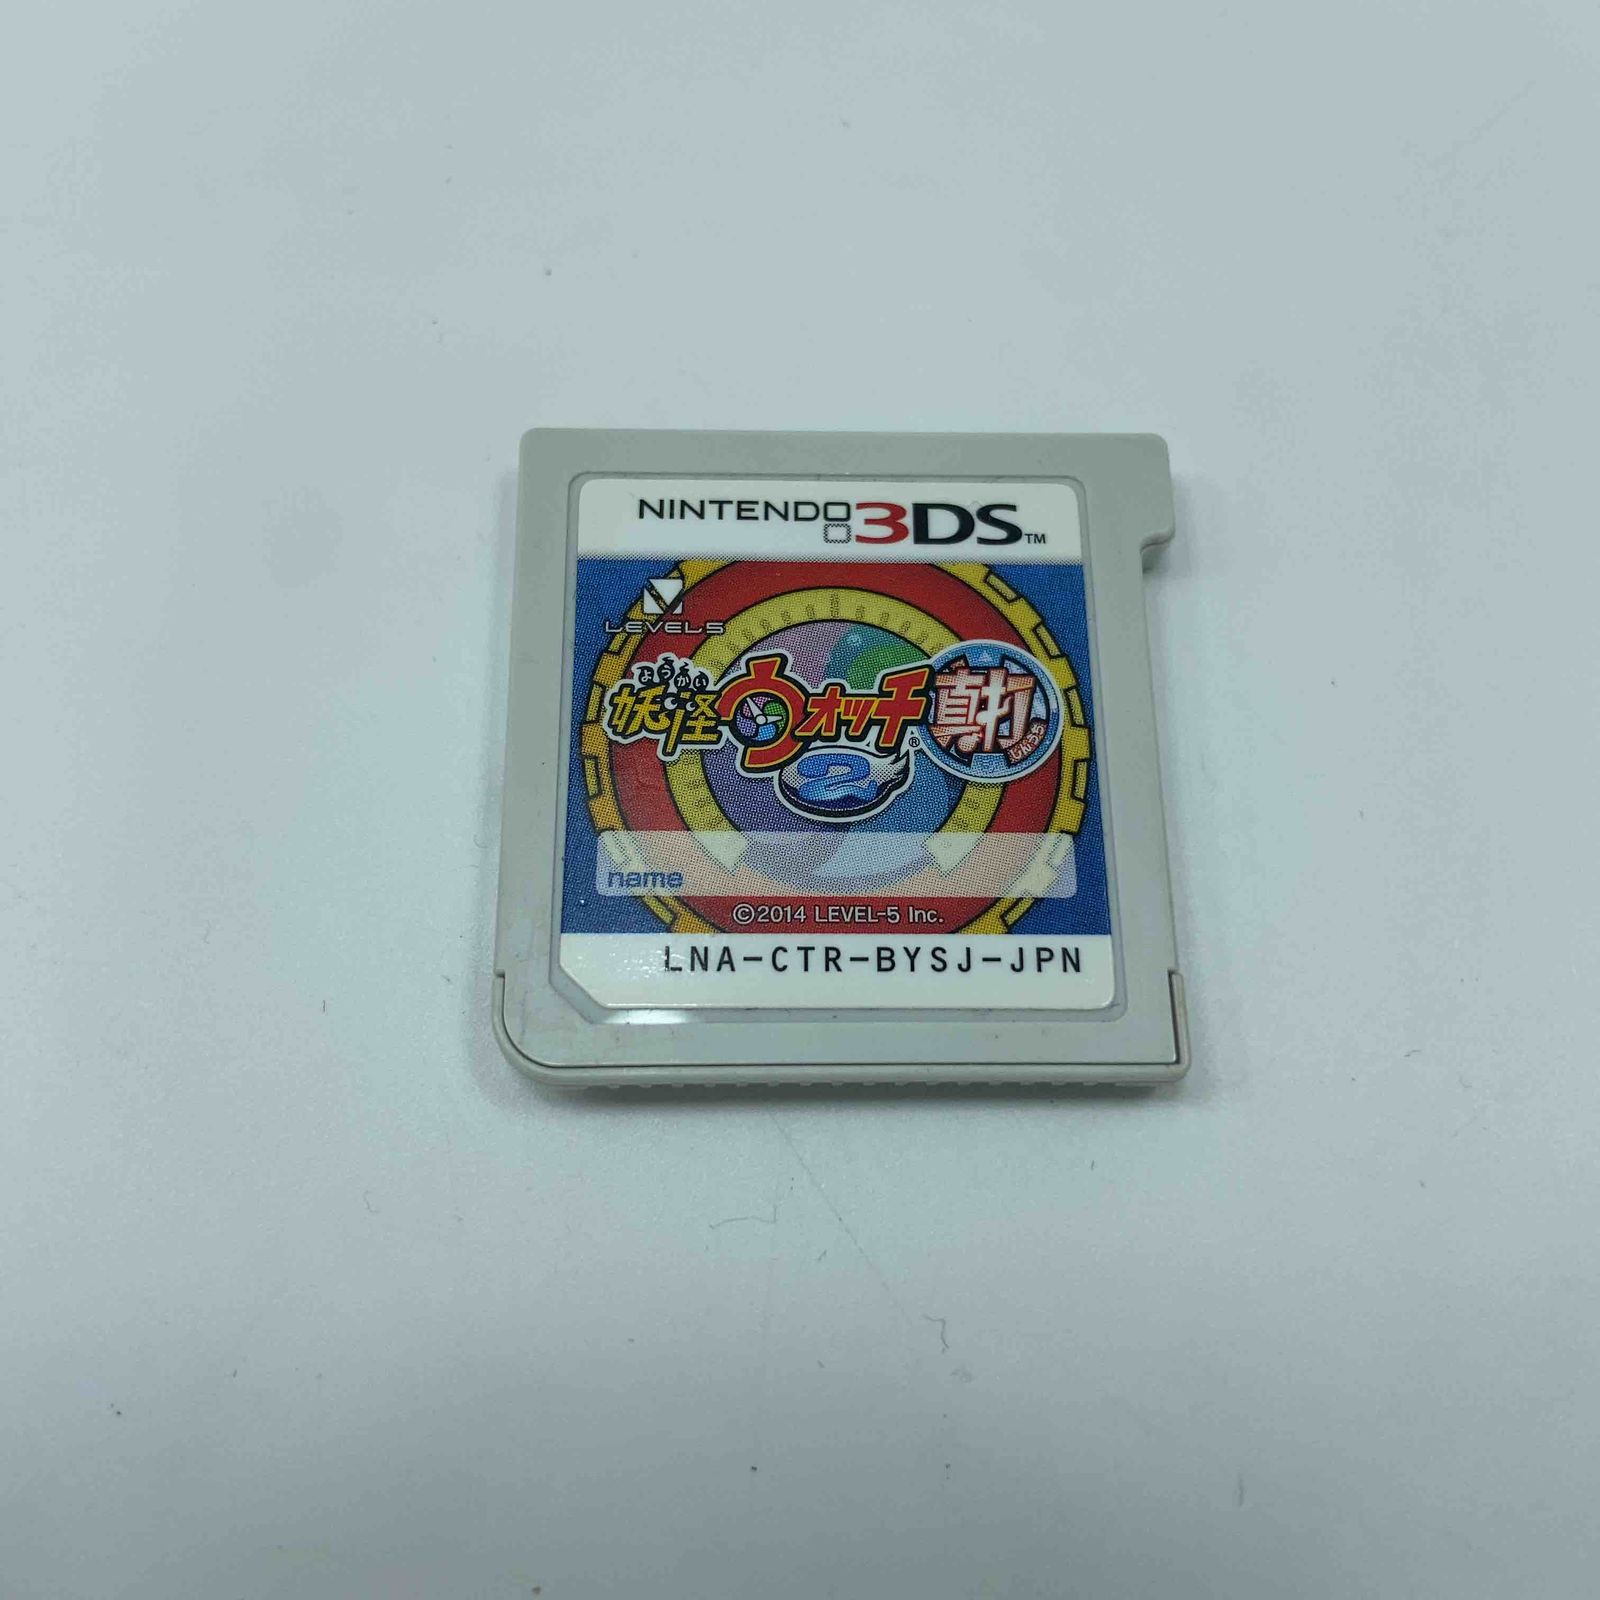 NINTENDO 3DS™
LEVEL5
ようかい
妖怪ウォッチ®
2
真打
しんうち
name
©2014 LEVEL-5 Inc.
LNA-CTR-BYSJ-JPN